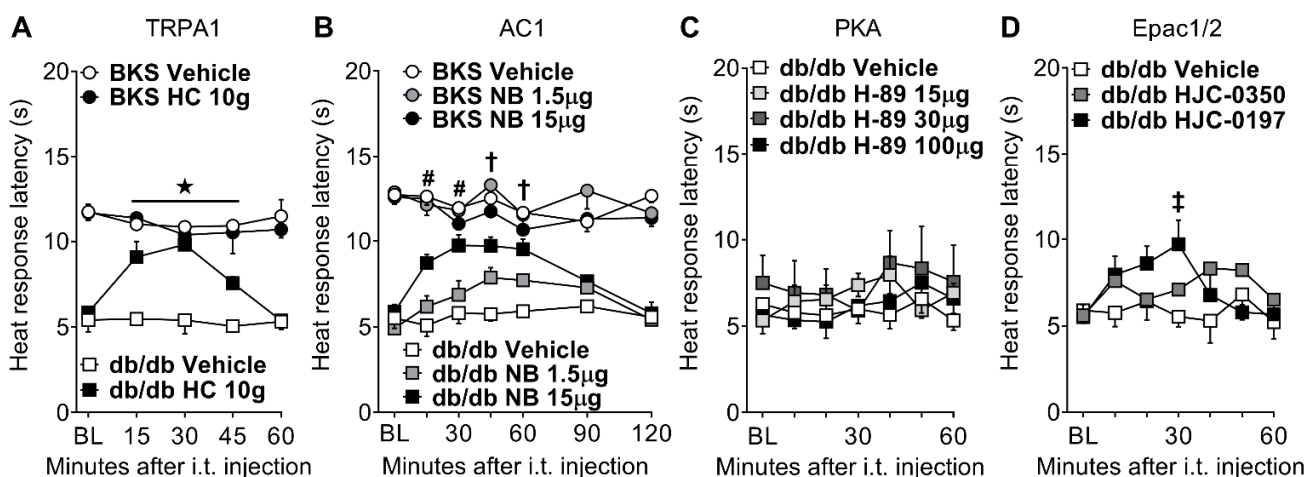 A TRPA1
BKS Vehicle
BKS HC 10g
db/db Vehicle
db/db HC 10g
Heat response latency (s)
20
15
10
5
0
★
BL 15 30 45 60
Minutes after i.t. injection
B AC1
BKS Vehicle
BKS NB 1.5μg
BKS NB 15μg
db/db Vehicle
db/db NB 1.5μg
db/db NB 15μg
Heat response latency (s)
20
15
10
5
0
# # † †
BL 30 60 90 120
Minutes after i.t. injection
C PKA
db/db Vehicle
db/db H-89 15μg
db/db H-89 30μg
db/db H-89 100μg
Heat response latency (s)
20
15
10
5
0
BL 30 60
Minutes after i.t. injection
D Epac1/2
db/db Vehicle
db/db HJC-0350
db/db HJC-0197
Heat response latency (s)
20
15
10
5
0
‡
BL 30 60
Minutes after i.t. injection